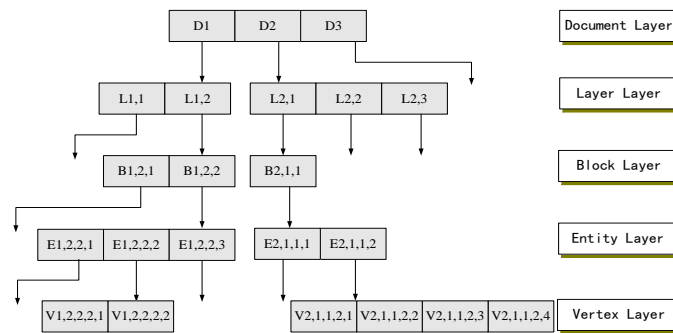 D1 D2 D3 Document Layer
L1,1 L1,2 L2,1 L2,2 L2,3 Layer Layer
B1,2,1 B1,2,2 B2,1,1 Block Layer
E1,2,2,1 E1,2,2,2 E1,2,2,3 E2,1,1,1 E2,1,1,2 Entity Layer
V1,2,2,2,1 V1,2,2,2,2 V2,1,1,2,1 V2,1,1,2,2 V2,1,1,2,3 V2,1,1,2,4 Vertex Layer